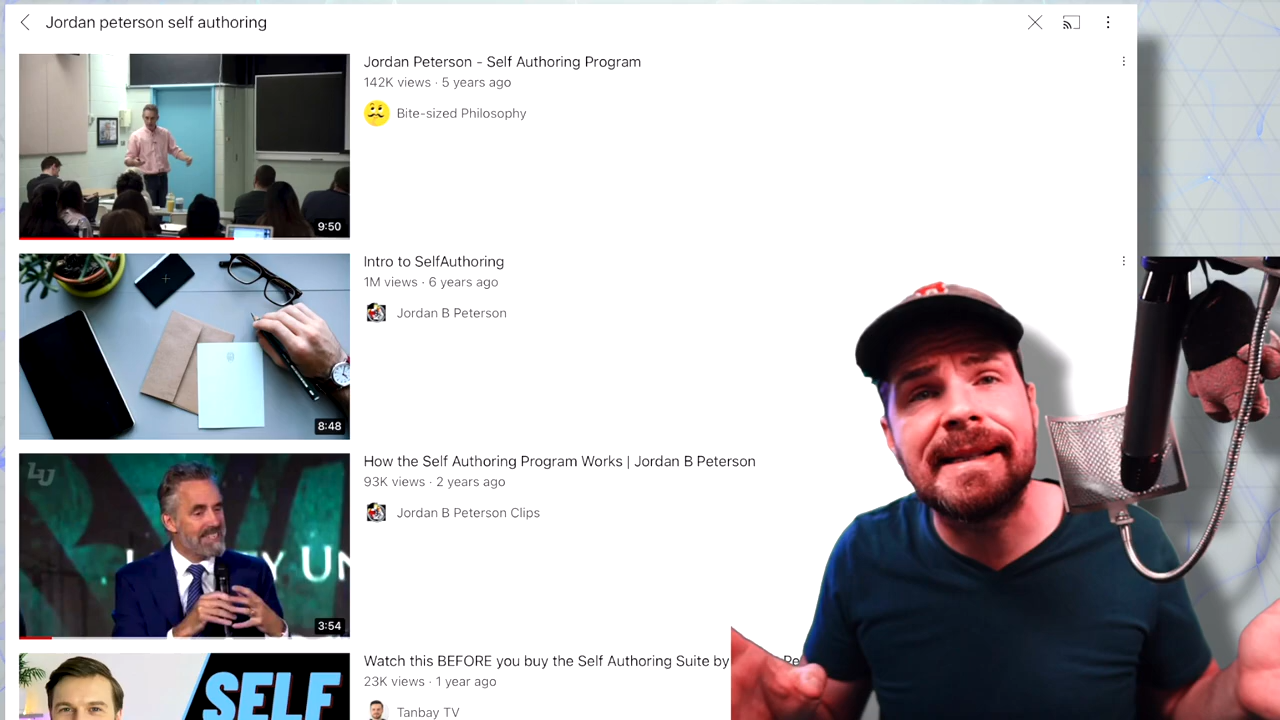 Jordan peterson self authoring
Jordan Peterson - Self Authoring Program
142K views · 5 years ago
Bite-sized Philosophy
9:50
Intro to SelfAuthoring
1M views · 6 years ago
Jordan B Peterson
8:48
LU
How the Self Authoring Program Works | Jordan B Peterson
93K views · 2 years ago
Jordan B Peterson Clips
Y UN
3:54
Watch this BEFORE you buy the Self Authoring Suite by Pe
23K views · 1 year ago
SELF
Tanbay TV